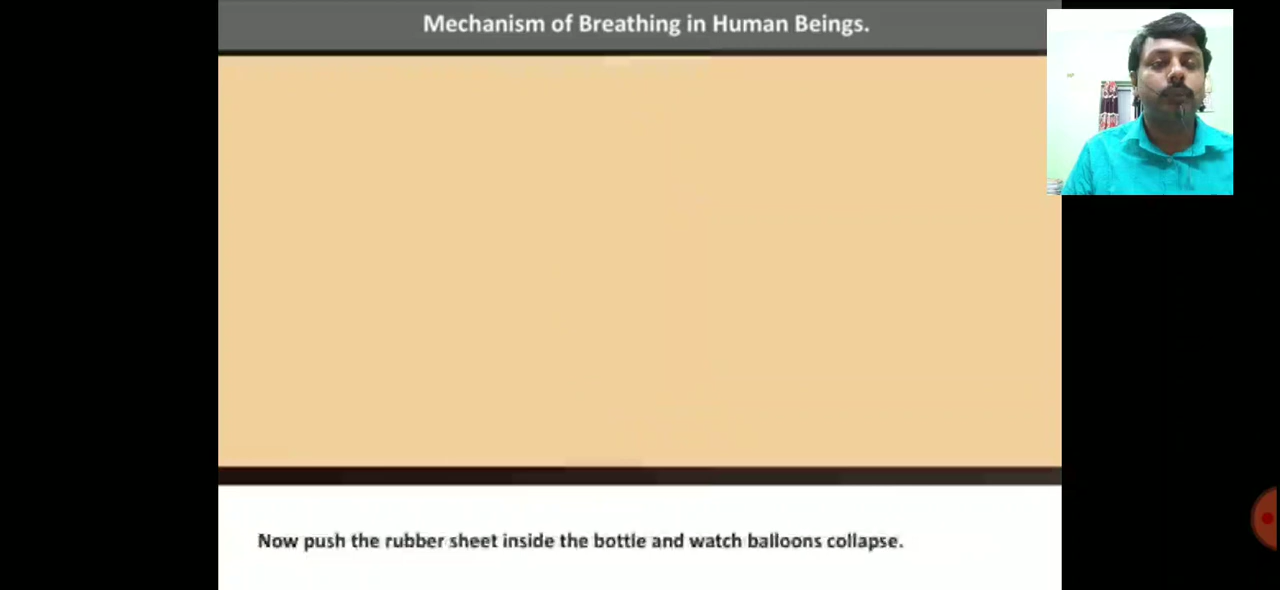 Mechanism of Breathing in Human Beings.
Now push the rubber sheet inside the bottle and watch balloons collapse.